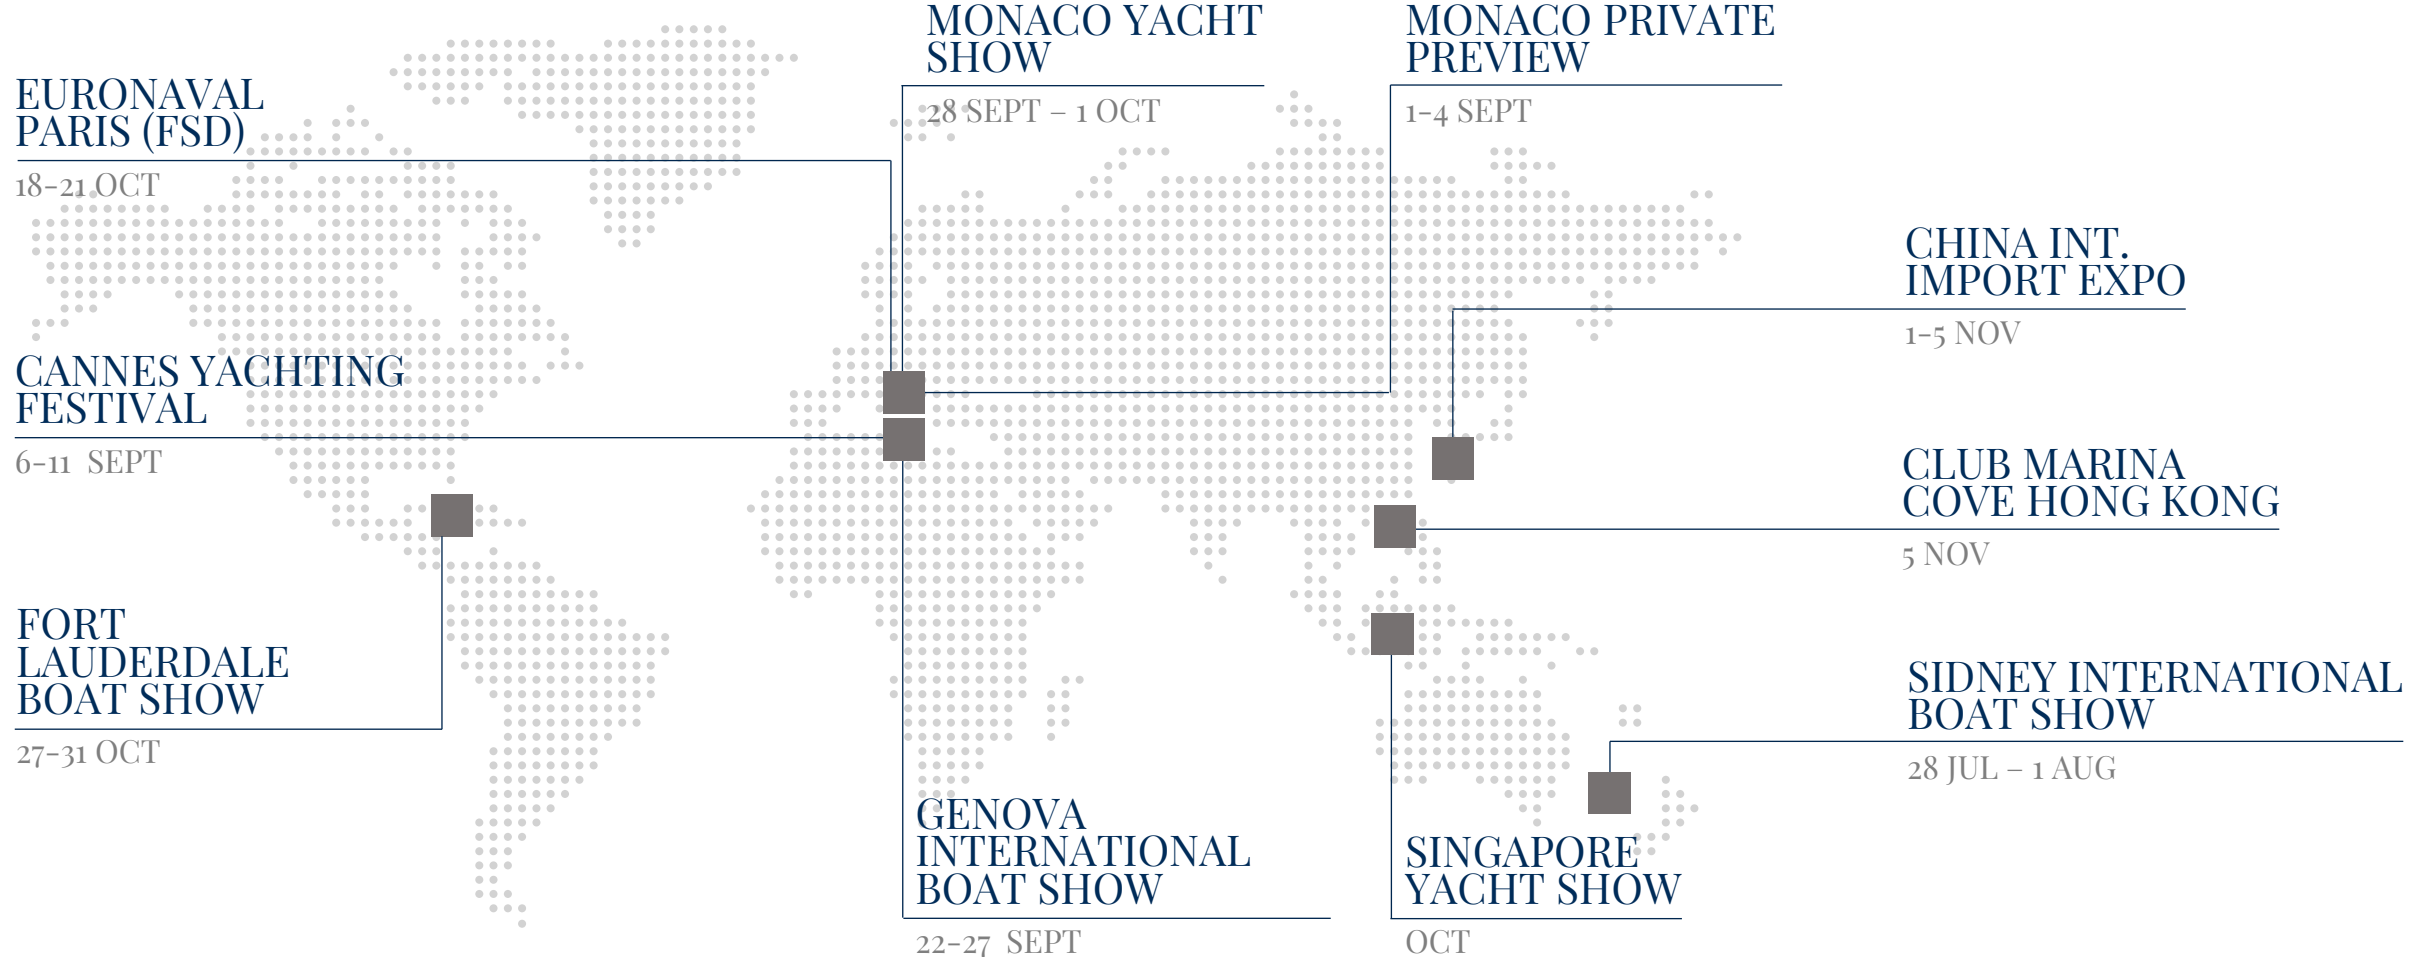 MONACO YACHT
SHOW
28 SEPT – 1 OCT
MONACO PRIVATE
PREVIEW
1-4 SEPT
EURONAVAL
PARIS (FSD)
18-21 OCT
CHINA INT.
IMPORT EXPO
1-5 NOV
CANNES YACHTING
FESTIVAL
6-11 SEPT
CLUB MARINA
COVE HONG KONG
5 NOV
FORT
LAUDERDALE
BOAT SHOW
27-31 OCT
SIDNEY INTERNATIONAL
BOAT SHOW
28 JUL – 1 AUG
GENOVA
INTERNATIONAL
BOAT SHOW
22-27 SEPT
SINGAPORE
YACHT SHOW
OCT